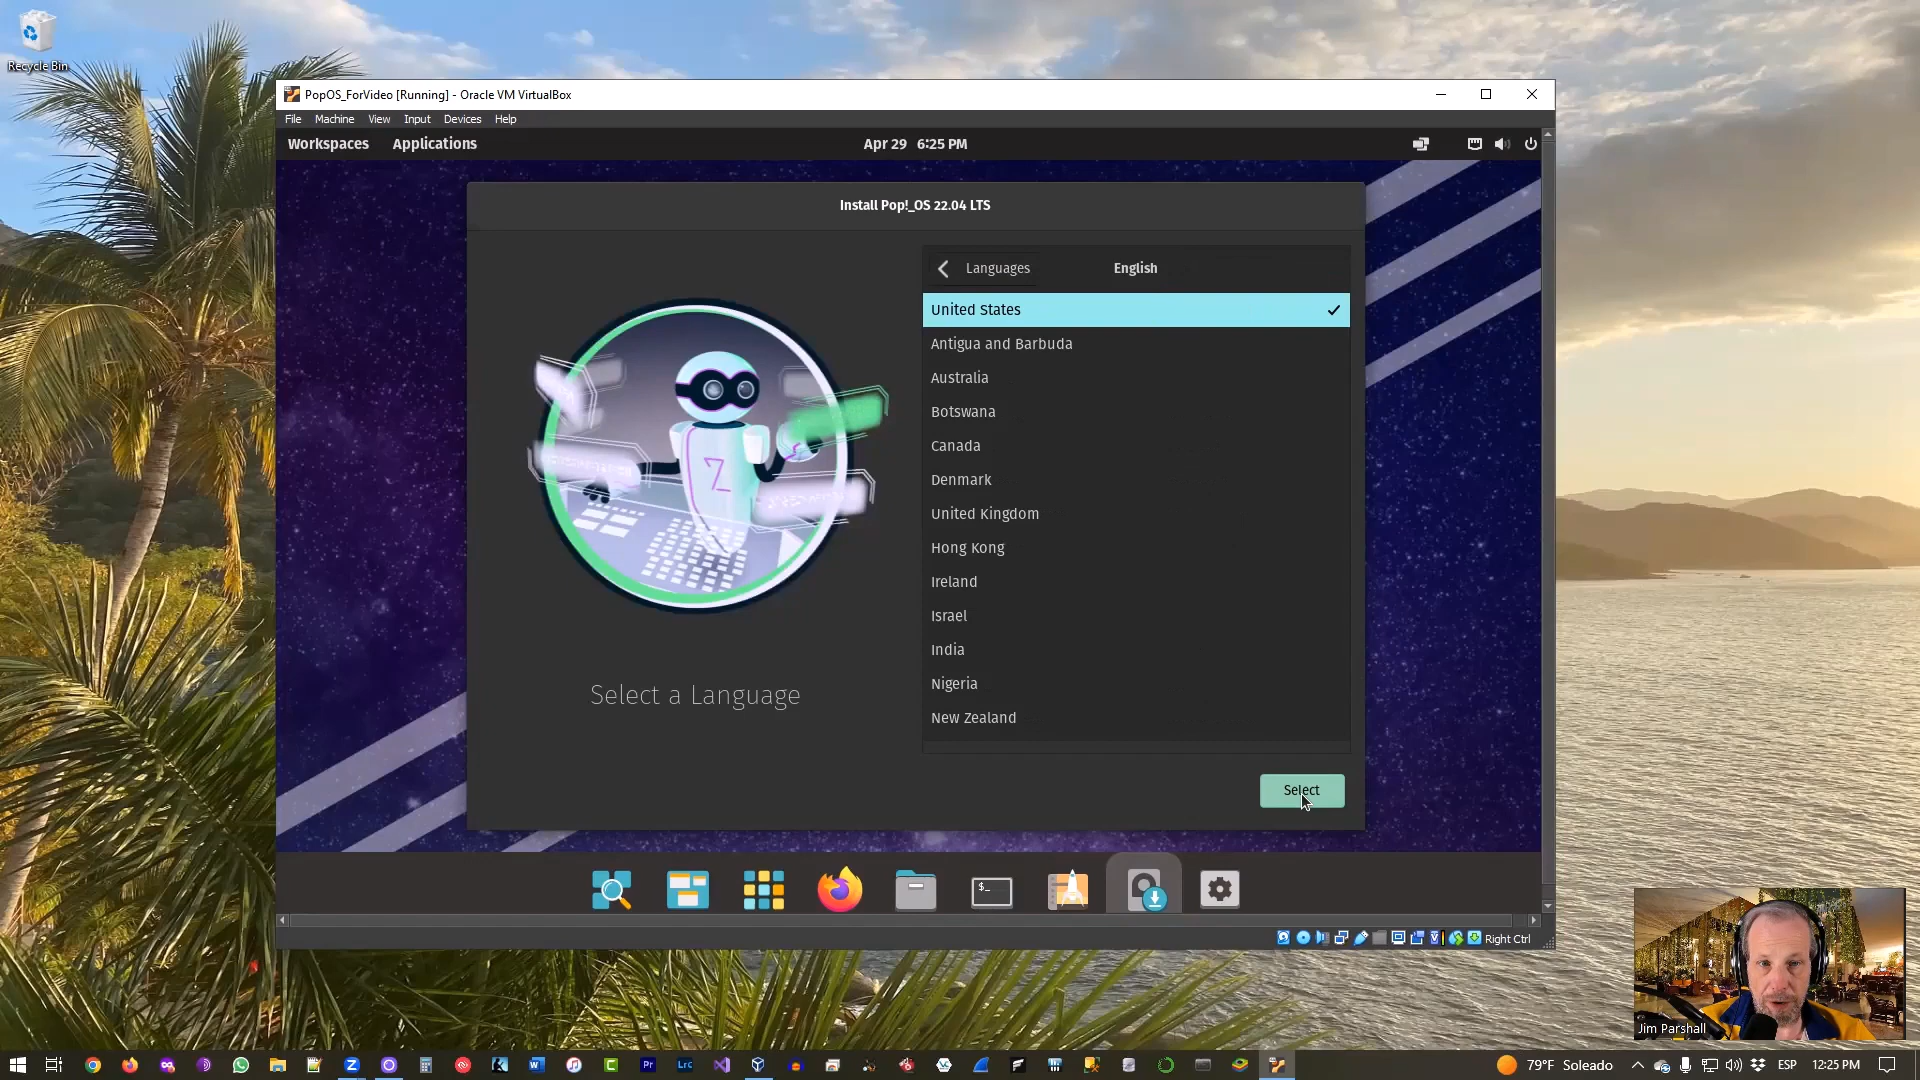 Recycle Bin
PopOS_ForVideo [Running] - Oracle VM VirtualBox
File Machine View Input Devices Help
Workspaces Applications Apr 29 6:25 PM
Install Pop!_OS 22.04 LTS
Languages English
United States
Antigua and Barbuda
Australia
Botswana
Canada
Denmark
United Kingdom
Hong Kong
Ireland
Israel
India
Nigeria
New Zealand
Select a Language
Select
Right Ctrl
Jim Parshall
79°F Soleado ESP 12:25 PM